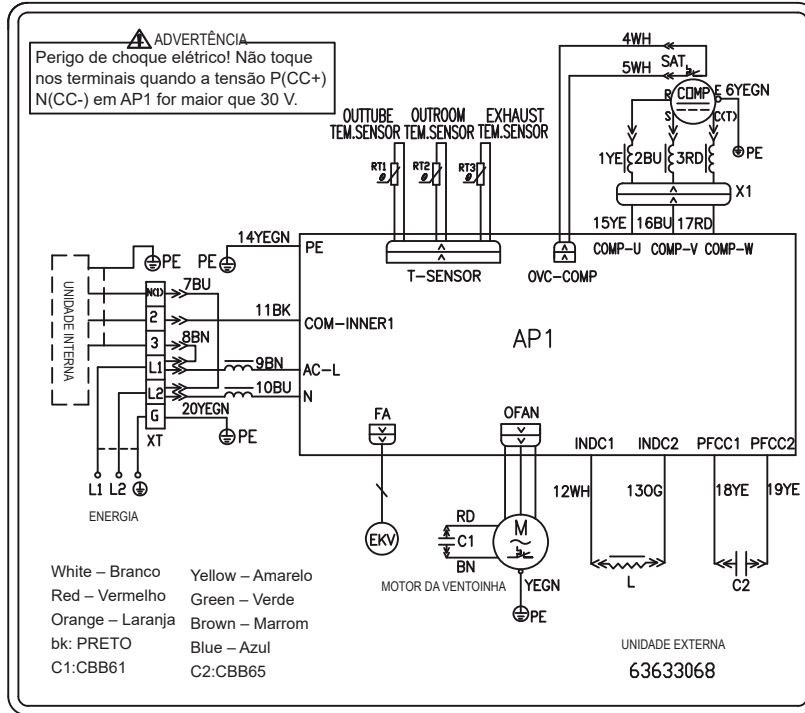 ADVERTÊNCIA
Perigo de choque elétrico! Não toque
nos terminais quando a tensão P(CC+)
N(CC-) em AP1 for maior que 30 V.
4WH
5WH
SAT
R
COMP
E
6YEGN
S
C(T)
PE
1YE
2BU
3RD
X1
15YE
16BU
17RD
OUTTUBE
TEM.SENSOR
OUTROOM
TEM.SENSOR
EXHAUST
TEM.SENSOR
RT1
θ
RT2
θ
RT3
θ
T-SENSOR
OVC-COMP
COMP-U
COMP-V
COMP-W
14YEGN
PE
PE
PE
UNIDADE INTERNA
N(1)
7BU
2
11BK
COM-INNER1
3
8BN
L1
9BN
AC-L
L2
10BU
N
G
20YEGN
PE
XT
L1
L2
ENERGIA
AP1
FA
EKV
OFAN
M
RD
C1
BN
YEGN
PE
MOTOR DA VENTOINHA
INDC1
INDC2
PFCC1
PFCC2
12WH
13OG
18YE
19YE
L
C2
White – Branco
Red – Vermelho
Orange – Laranja
bk: PRETO
C1:CBB61
Yellow – Amarelo
Green – Verde
Brown – Marrom
Blue – Azul
C2:CBB65
UNIDADE EXTERNA
63633068